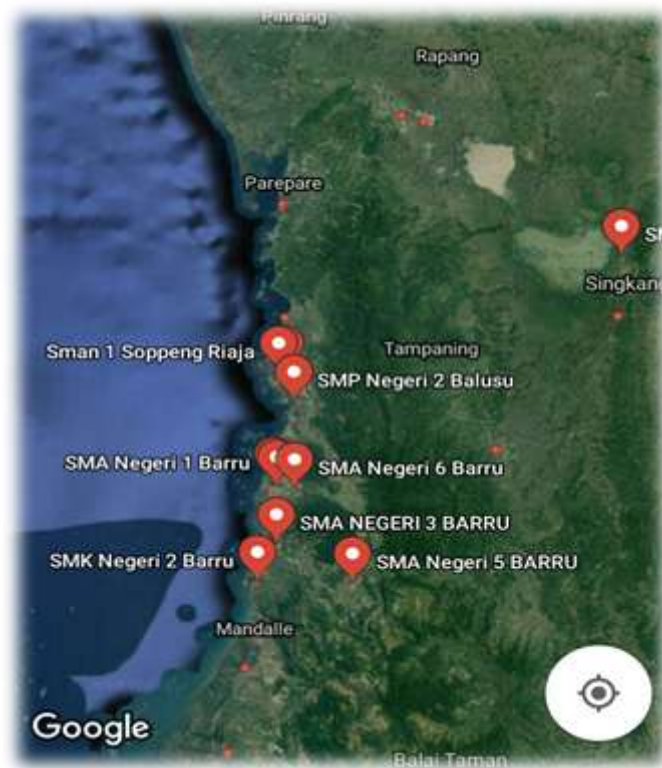 Pinrang
Rapang
Parepare
SM
Singkang
Sman 1 Soppeng Riaja
Tampaning
SMP Negeri 2 Balusu
SMA Negeri 1 Barru
SMA Negeri 6 Barru
SMA NEGERI 3 BARRU
SMK Negeri 2 Barru
SMA Negeri 5 BARRU
Mandalle
Google
Balai Taman